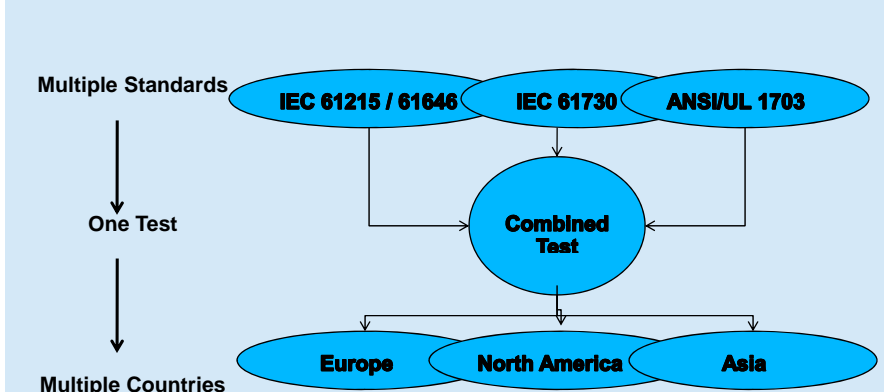 Multiple Standards
IEC 61215 / 61646
IEC 61730
ANSI/UL 1703
One Test
Combined
Test
Europe
North America
Asia
Multiple Countries